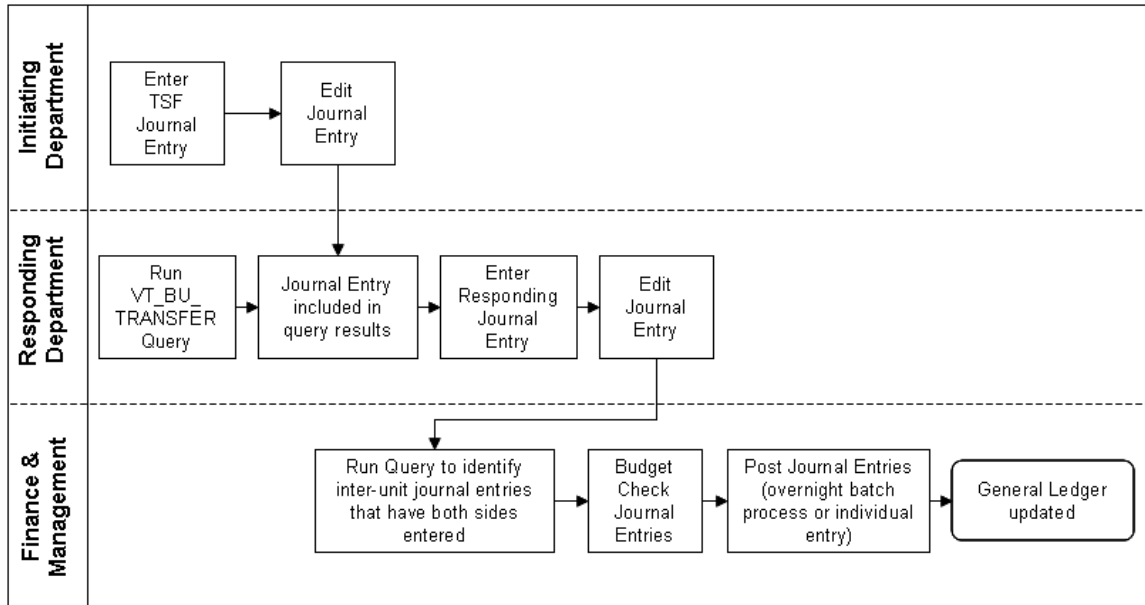 Initiating
Department
Enter
TSF
Journal
Entry
Edit
Journal
Entry
Responding
Department
Run
VT_BU_
TRANSFER
Query
Journal Entry
included in
query results
Enter
Responding
Journal
Entry
Edit
Journal
Entry
Finance &
Management
Run Query to identify
inter-unit journal entries
that have both sides
entered
Budget
Check
Journal
Entries
Post Journal Entries
(overnight batch
process or individual
entry)
General Ledger
updated